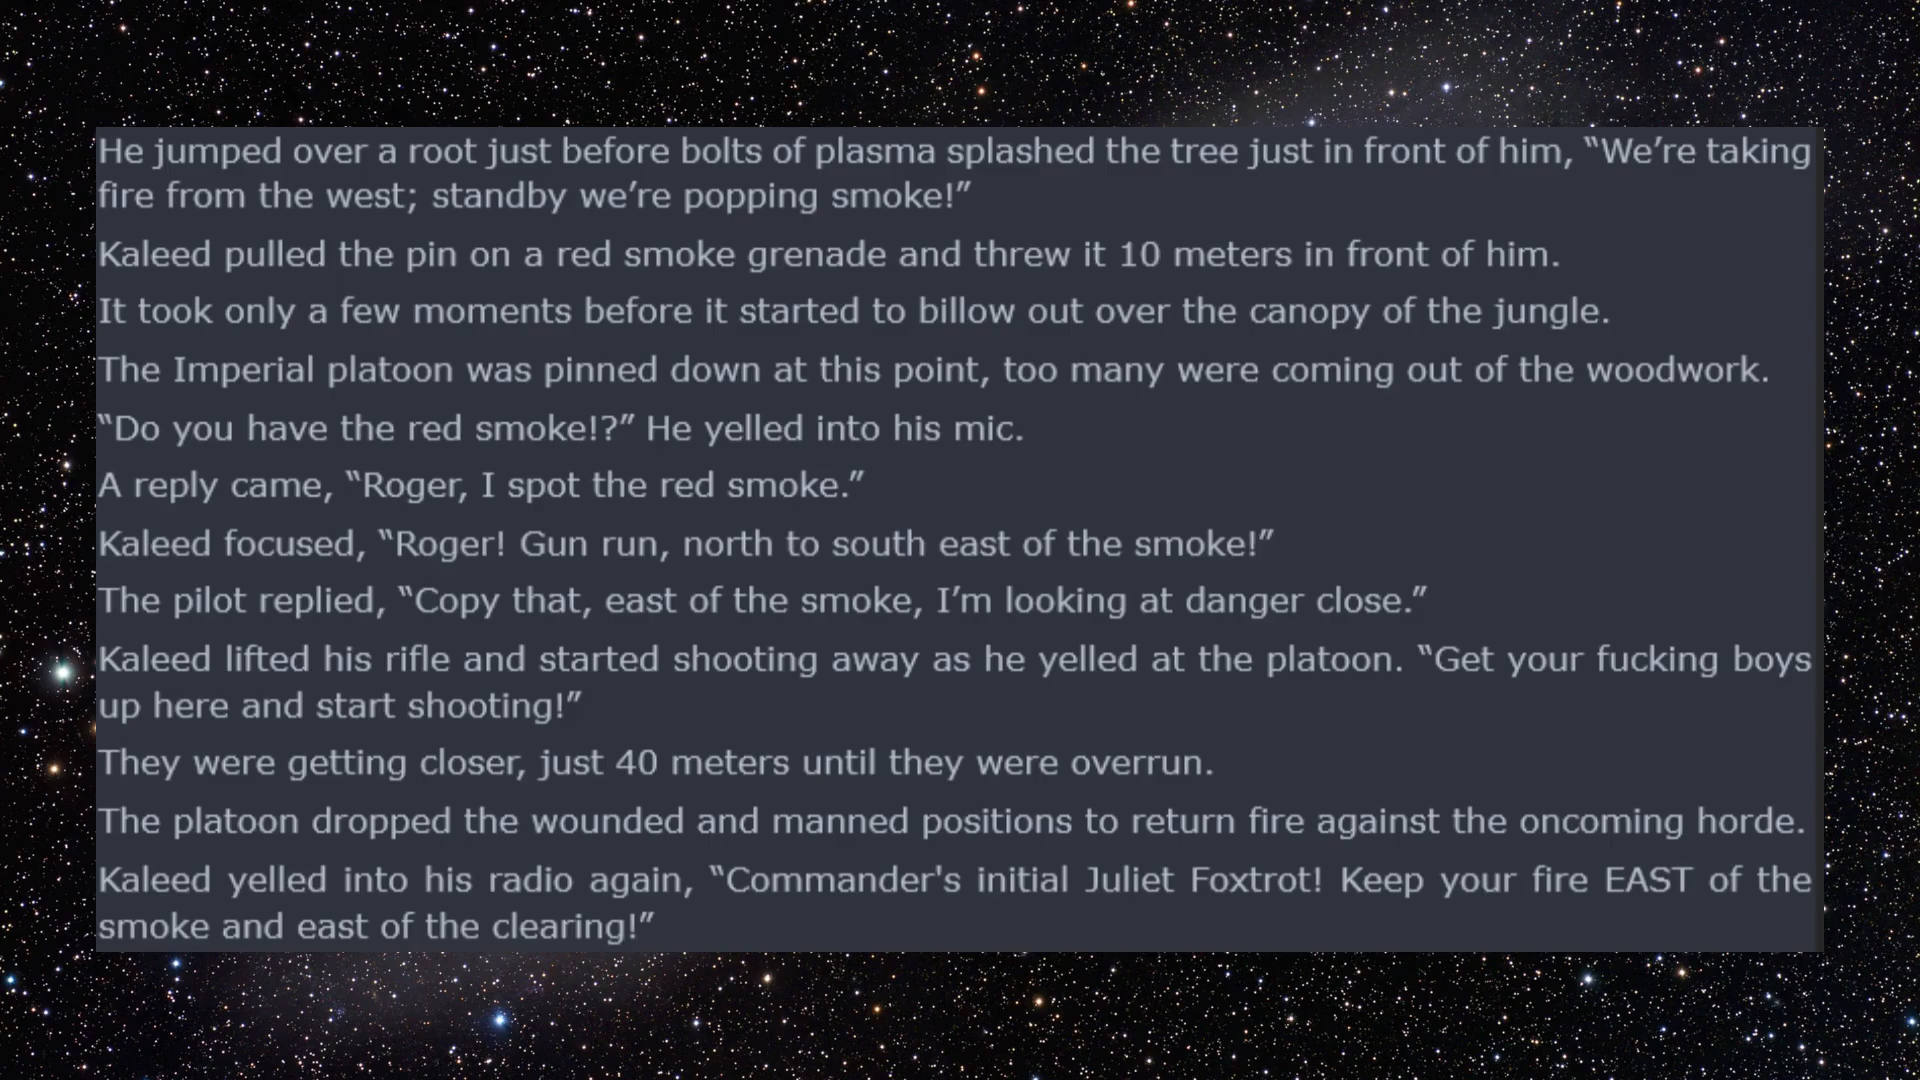 He jumped over a root just before bolts of plasma splashed the tree just in front of him, “We’re taking
fire from the west; standby we’re popping smoke!”
Kaleed pulled the pin on a red smoke grenade and threw it 10 meters in front of him.
It took only a few moments before it started to billow out over the canopy of the jungle.
The Imperial platoon was pinned down at this point, too many were coming out of the woodwork.
“Do you have the red smoke!?” He yelled into his mic.
A reply came, “Roger, I spot the red smoke.”
Kaleed focused, “Roger! Gun run, north to south east of the smoke!”
The pilot replied, “Copy that, east of the smoke, I’m looking at danger close.”
Kaleed lifted his rifle and started shooting away as he yelled at the platoon. “Get your fucking boys
up here and start shooting!”
They were getting closer, just 40 meters until they were overrun.
The platoon dropped the wounded and manned positions to return fire against the oncoming horde.
Kaleed yelled into his radio again, “Commander's initial Juliet Foxtrot! Keep your fire EAST of the
smoke and east of the clearing!”